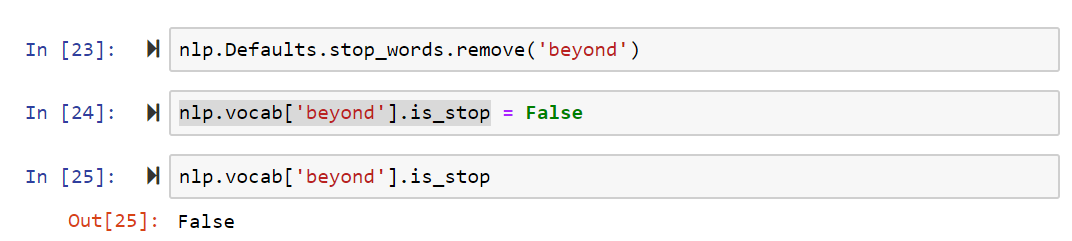 In [23]: nlp.Defaults.stop_words.remove('beyond')
In [24]: nlp.vocab['beyond'].is_stop = False
In [25]: nlp.vocab['beyond'].is_stop
Out[25]: False